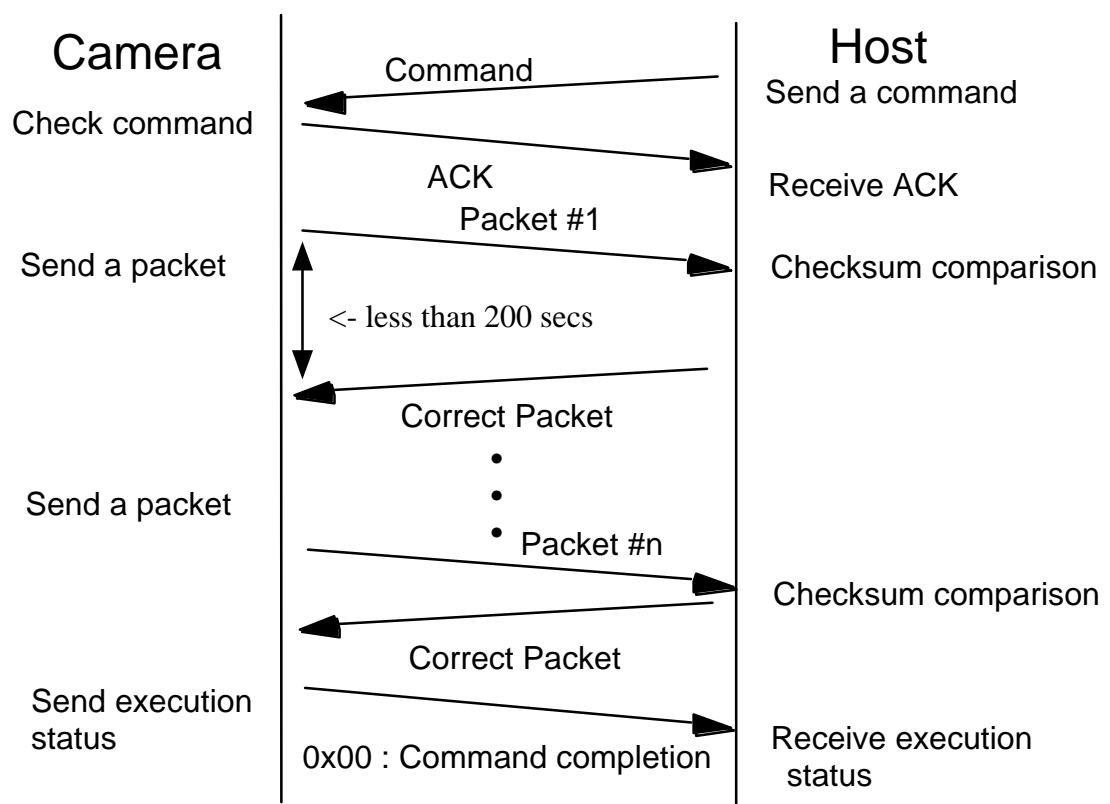 Camera
Host
Command
Send a command
Check command
ACK
Receive ACK
Packet #1
Send a packet
Checksum comparison
<- less than 200 secs
Correct Packet
Send a packet
Packet #n
Checksum comparison
Correct Packet
Send execution
status
0x00 : Command completion
Receive execution
status